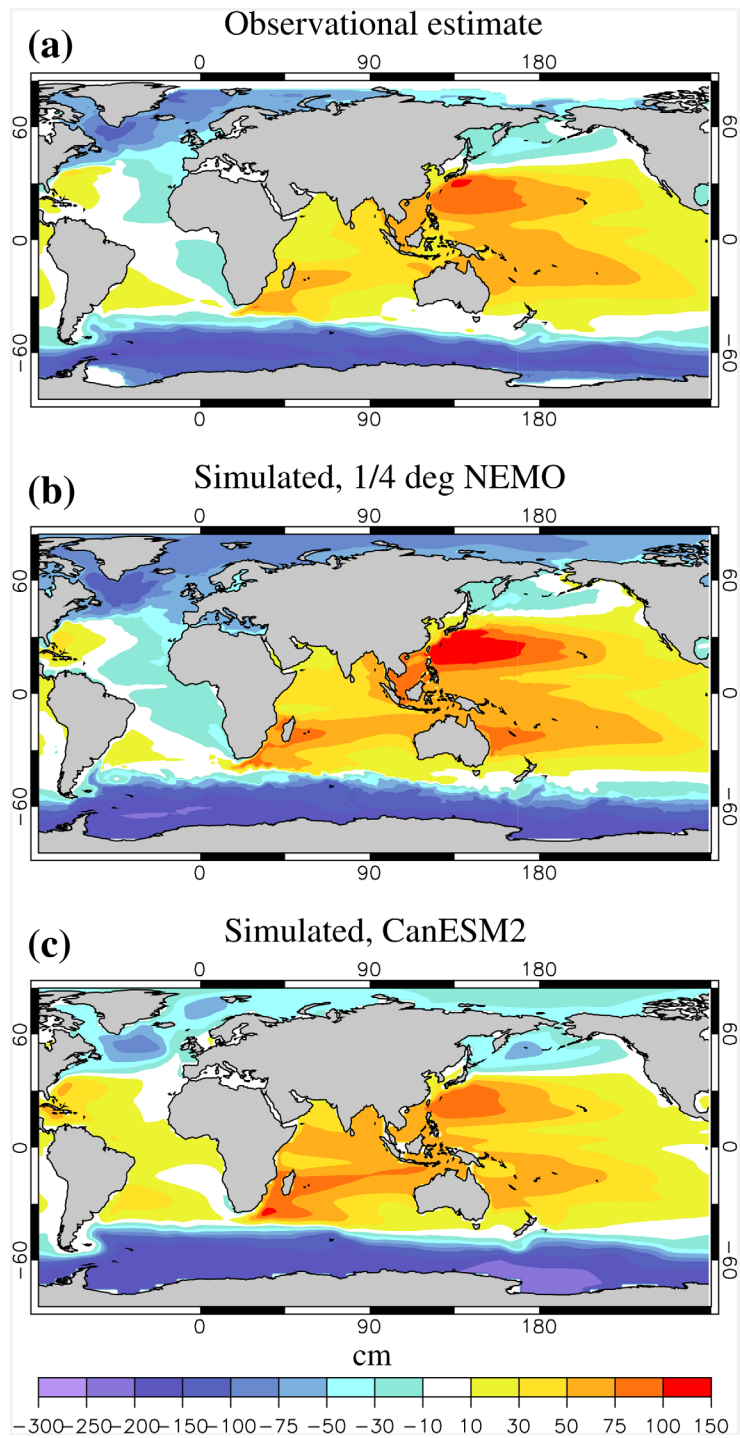 (a) Observational estimate
0 90 180
60 60
0 0
−60 −60
0 90 180
(b) Simulated, 1/4 deg NEMO
0 90 180
60 60
0 0
−60 −60
0 90 180
(c) Simulated, CanESM2
0 90 180
60 60
0 0
−60 −60
0 90 180
cm
−300 −250 −200 −150 −100 −75 −50 −30 −10 10 30 50 75 100 150